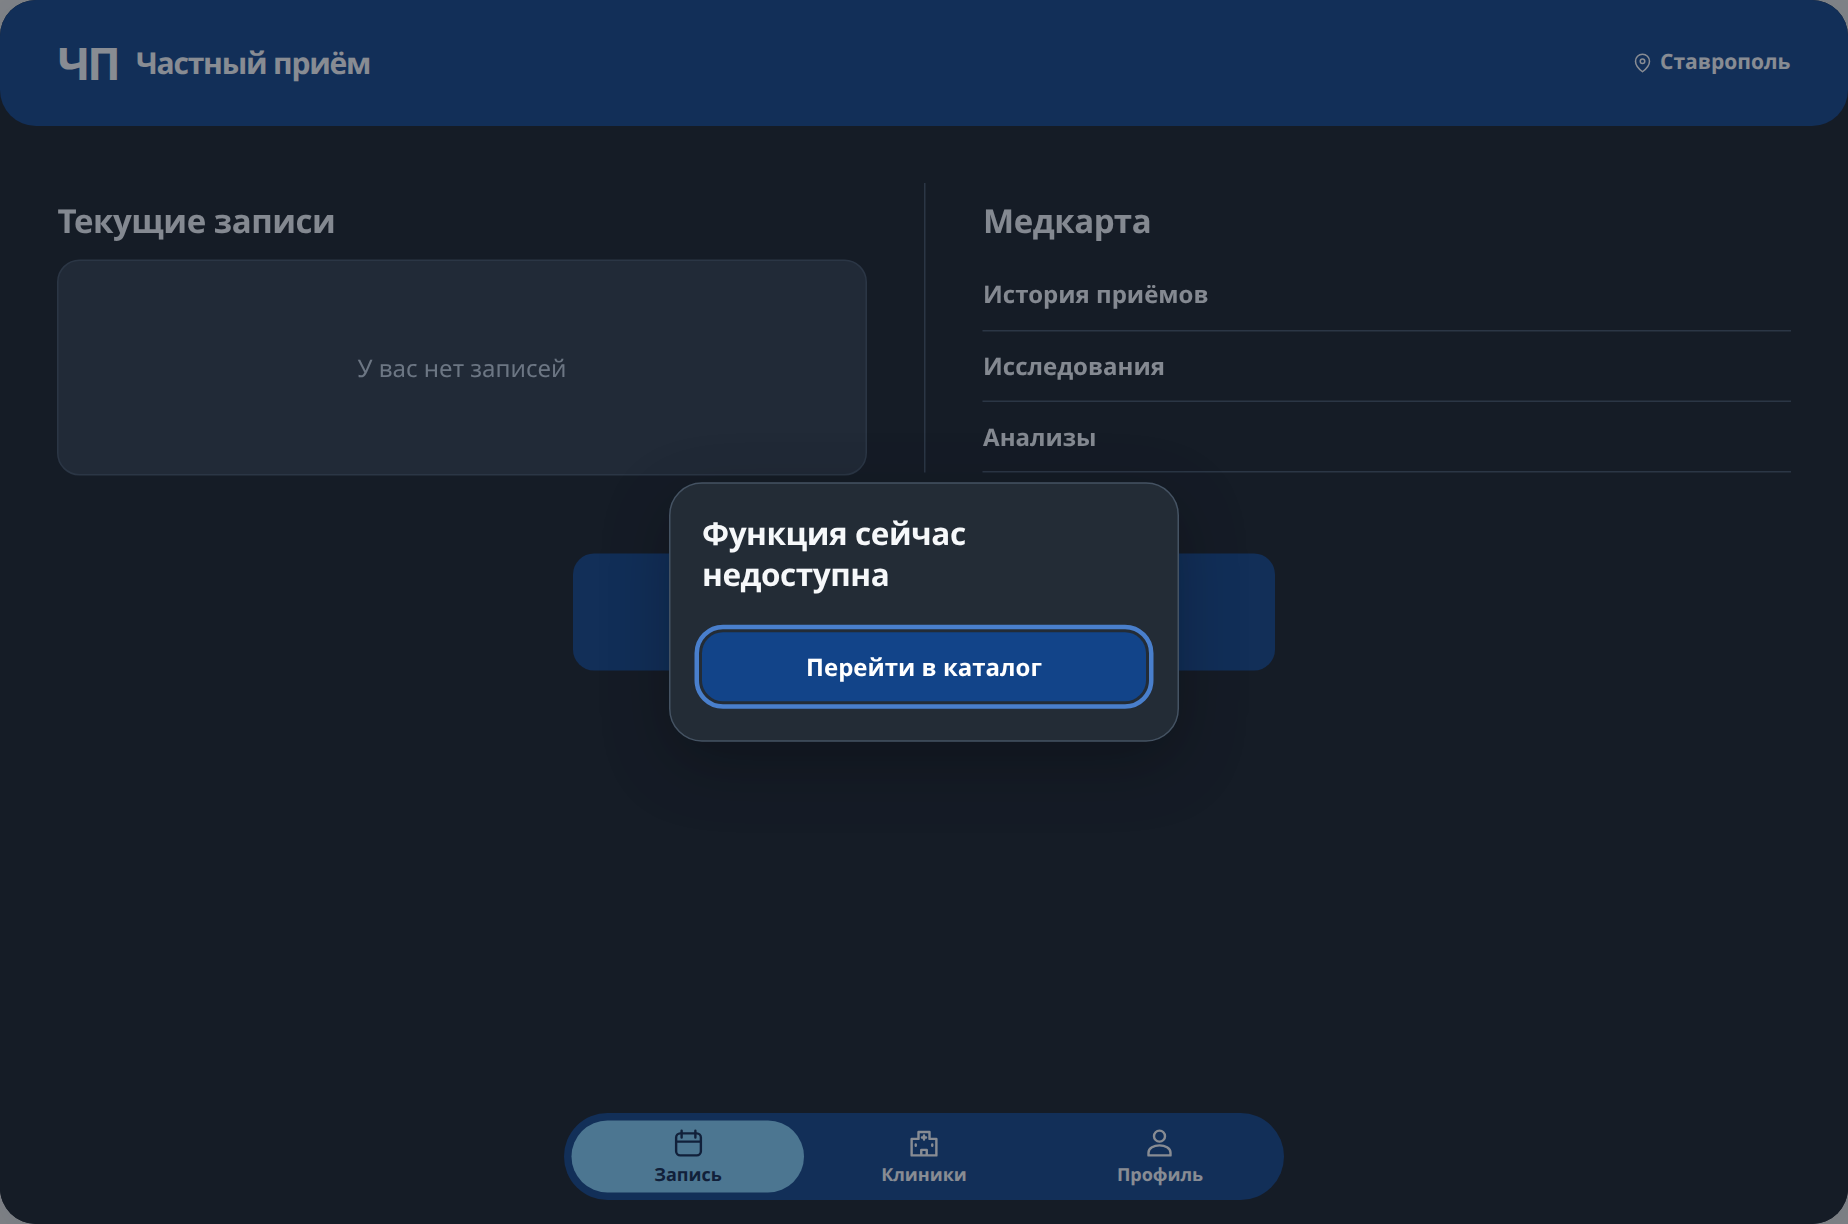 ЧП Частный приём
Ставрополь
Текущие записи
У вас нет записей
Медкарта
История приёмов
Исследования
Анализы
Функция сейчас
недоступна
Перейти в каталог
Запись
Клиники
Профиль